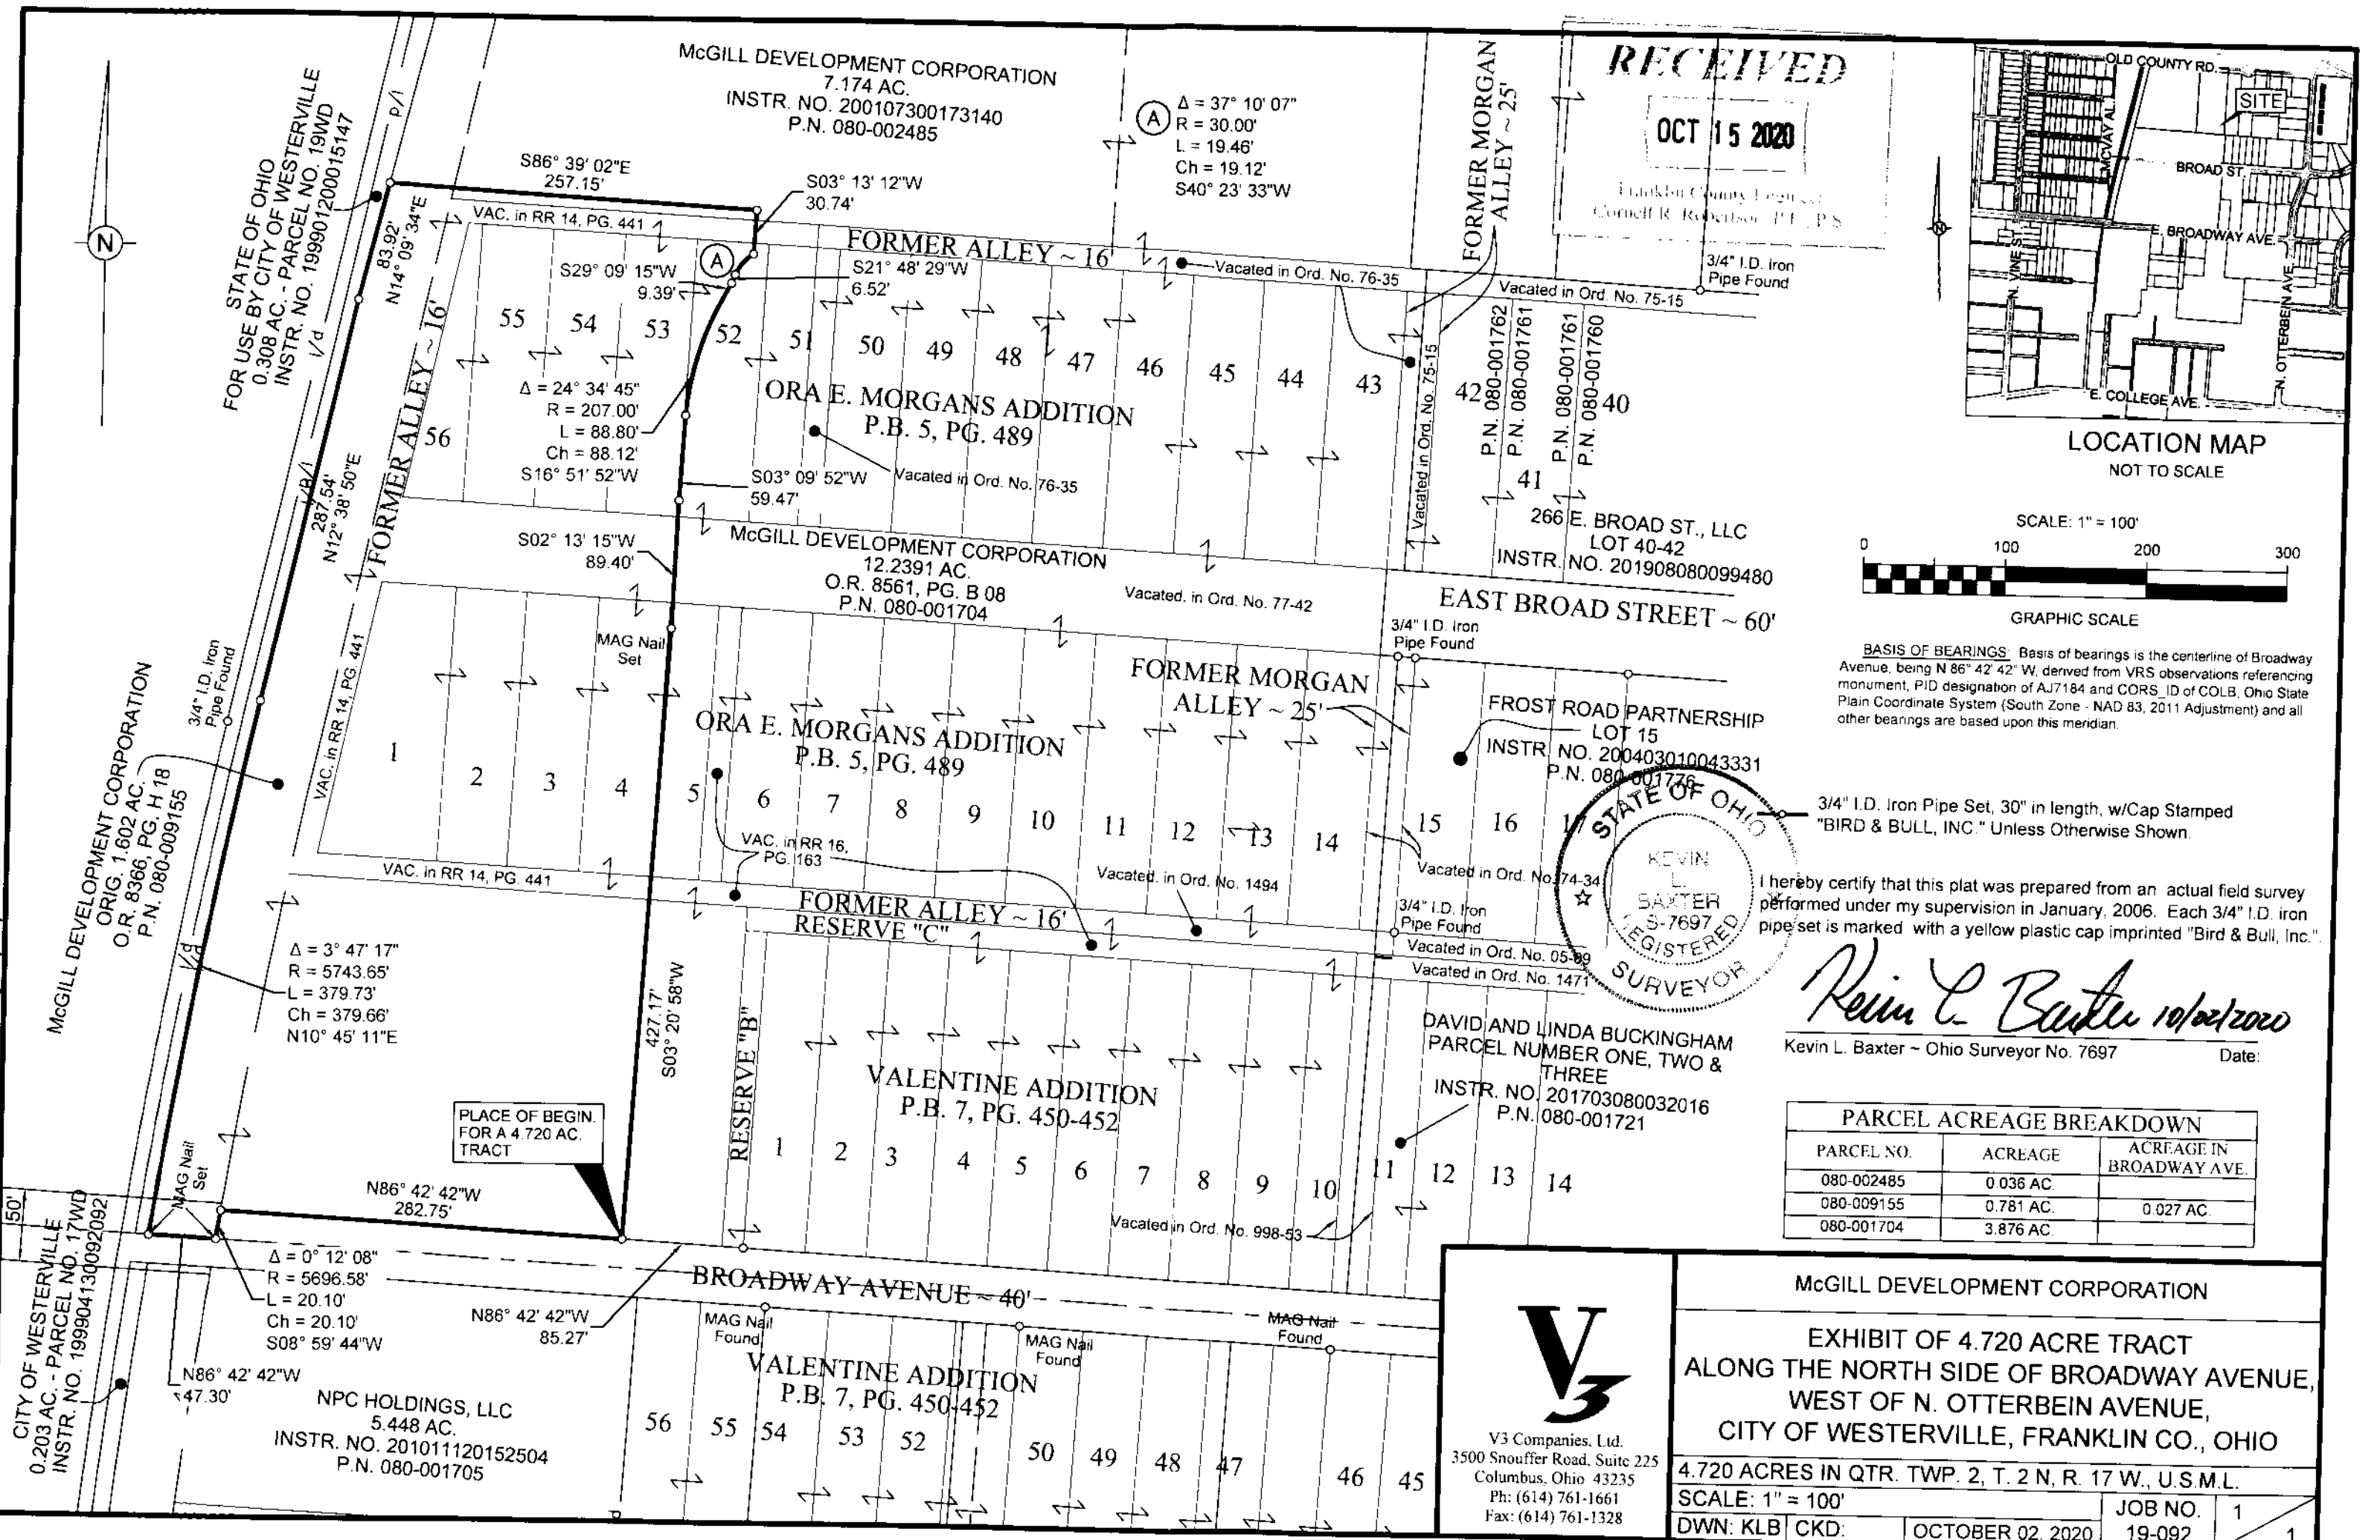 McGILL DEVELOPMENT CORPORATION
7.174 AC.
INSTR. NO. 200107300173140
P.N. 080-002485
Ⓐ Δ = 37° 10' 07"
R = 30.00'
L = 19.46'
Ch = 19.12'
S40° 23' 33"W
FORMER MORGAN
ALLEY ~ 25'
RECEIVED
OCT 15 2020
Franklin County Engineer
Cornell R. Robertson, P.E., P.S.
OLD COUNTY RD.
SITE
MCVAY AL.
BROAD ST.
E. BROADWAY AVE.
N. VINE ST.
N. OTTERBEIN AVE.
E. COLLEGE AVE.
N
LOCATION MAP
NOT TO SCALE
N
STATE OF OHIO
FOR USE BY CITY OF WESTERVILLE
0.308 AC. - PARCEL NO. 19WD
INSTR. NO. 199901200015147
S86° 39' 02"E
257.15'
S03° 13' 12"W
30.74'
83.92'
N14° 09' 34"E
VAC. in RR 14, PG. 441
FORMER ALLEY ~ 16'
A
S29° 09' 15"W
9.39'
S21° 48' 29"W
6.52'
Vacated in Ord. No. 76-35
Vacated in Ord. No. 75-15
3/4" I.D. Iron
Pipe Found
FORMER ALLEY ~ 16'
56
55
54
53
52
51
50
49
48
47
46
45
44
43
42
41
40
Vacated in Ord. No. 75-15
P.N. 080-001762
P.N. 080-001761
P.N. 080-001761
P.N. 080-001760
Δ = 24° 34' 45"
R = 207.00'
L = 88.80'
Ch = 88.12'
S16° 51' 52"W
ORA E. MORGANS ADDITION
P.B. 5, PG. 489
Vacated in Ord. No. 76-35
S03° 09' 52"W
59.47'
287.54'
N12° 38' 50"E
266 E. BROAD ST., LLC
LOT 40-42
INSTR. NO. 201908080099480
SCALE: 1" = 100'
0 100 200 300
GRAPHIC SCALE
S02° 13' 15"W
89.40'
McGILL DEVELOPMENT CORPORATION
12.2391 AC.
O.R. 8561, PG. B 08
P.N. 080-001704
Vacated. in Ord. No. 77-42
EAST BROAD STREET ~ 60'
BASIS OF BEARINGS: Basis of bearings is the centerline of Broadway
Avenue, being N 86° 42' 42" W, derived from VRS observations referencing
monument, PID designation of AJ7184 and CORS_ID of COLB, Ohio State
Plain Coordinate System (South Zone - NAD 83, 2011 Adjustment) and all
other bearings are based upon this meridian.
3/4" I.D. Iron
Pipe Found
VAC. in RR 14, PG. 441
MAG Nail
Set
3/4" I.D. Iron
Pipe Found
FORMER MORGAN
ALLEY ~ 25'
FROST ROAD PARTNERSHIP
LOT 15
INSTR. NO. 200403010043331
P.N. 080-001776
McGILL DEVELOPMENT CORPORATION
ORIG. 1.602 AC.
O.R. 8366, PG. H 18
P.N. 080-009155
ORA E. MORGANS ADDITION
P.B. 5, PG. 489
1
2
3
4
5
6
7
8
9
10
11
12
13
14
15
16
17
STATE OF OHIO
KEVIN
L.
BAXTER
S-7697
REGISTERED
SURVEYOR
3/4" I.D. Iron Pipe Set, 30" in length, w/Cap Stamped
"BIRD & BULL, INC." Unless Otherwise Shown.
VAC. in RR 16,
PG. 163
Vacated. in Ord. No. 1494
Vacated in Ord. No. 74-34
VAC. in RR 14, PG. 441
FORMER ALLEY ~ 16'
RESERVE "C"
3/4" I.D. Iron
Pipe Found
Vacated in Ord. No. 05-09
Vacated in Ord. No. 1471
I hereby certify that this plat was prepared from an actual field survey
performed under my supervision in January, 2006. Each 3/4" I.D. iron
pipe set is marked with a yellow plastic cap imprinted "Bird & Bull, Inc.".
Kevin L. Baxter 10/02/2020
Kevin L. Baxter ~ Ohio Surveyor No. 7697 Date:
Δ = 3° 47' 17"
R = 5743.65'
L = 379.73'
Ch = 379.66'
N10° 45' 11"E
427.17'
S03° 20' 58"W
RESERVE "B"
VALENTINE ADDITION
P.B. 7, PG. 450-452
DAVID AND LINDA BUCKINGHAM
PARCEL NUMBER ONE, TWO &
THREE
INSTR. NO. 201703080032016
P.N. 080-001721
1
2
3
4
5
6
7
8
9
10
11
12
13
14
Vacated in Ord. No. 998-53
PLACE OF BEGIN.
FOR A 4.720 AC.
TRACT
PARCEL ACREAGE BREAKDOWN
PARCEL NO. ACREAGE ACREAGE IN BROADWAY AVE.
080-002485 0.036 AC.
080-009155 0.781 AC. 0.027 AC.
080-001704 3.876 AC.
MAG Nail
Set
N86° 42' 42"W
282.75'
50'
CITY OF WESTERVILLE
0.203 AC. - PARCEL NO. 17WD
INSTR. NO. 199904130092092
Δ = 0° 12' 08"
R = 5696.58'
L = 20.10'
Ch = 20.10'
S08° 59' 44"W
BROADWAY AVENUE ~ 40'
N86° 42' 42"W
85.27'
N86° 42' 42"W
47.30'
MAG Nail
Found
MAG Nail
Found
MAG Nail
Found
VALENTINE ADDITION
P.B. 7, PG. 450-452
NPC HOLDINGS, LLC
5.448 AC.
INSTR. NO. 201011120152504
P.N. 080-001705
56
55
54
53
52
50
49
48
47
46
45
V3
V3 Companies, Ltd.
3500 Snouffer Road, Suite 225
Columbus, Ohio 43235
Ph: (614) 761-1661
Fax: (614) 761-1328
McGILL DEVELOPMENT CORPORATION
EXHIBIT OF 4.720 ACRE TRACT
ALONG THE NORTH SIDE OF BROADWAY AVENUE,
WEST OF N. OTTERBEIN AVENUE,
CITY OF WESTERVILLE, FRANKLIN CO., OHIO
4.720 ACRES IN QTR. TWP. 2, T. 2 N, R. 17 W., U.S.M.L.
SCALE: 1" = 100'
DWN: KLB CKD: OCTOBER 02, 2020
JOB NO.
19-092
1
1